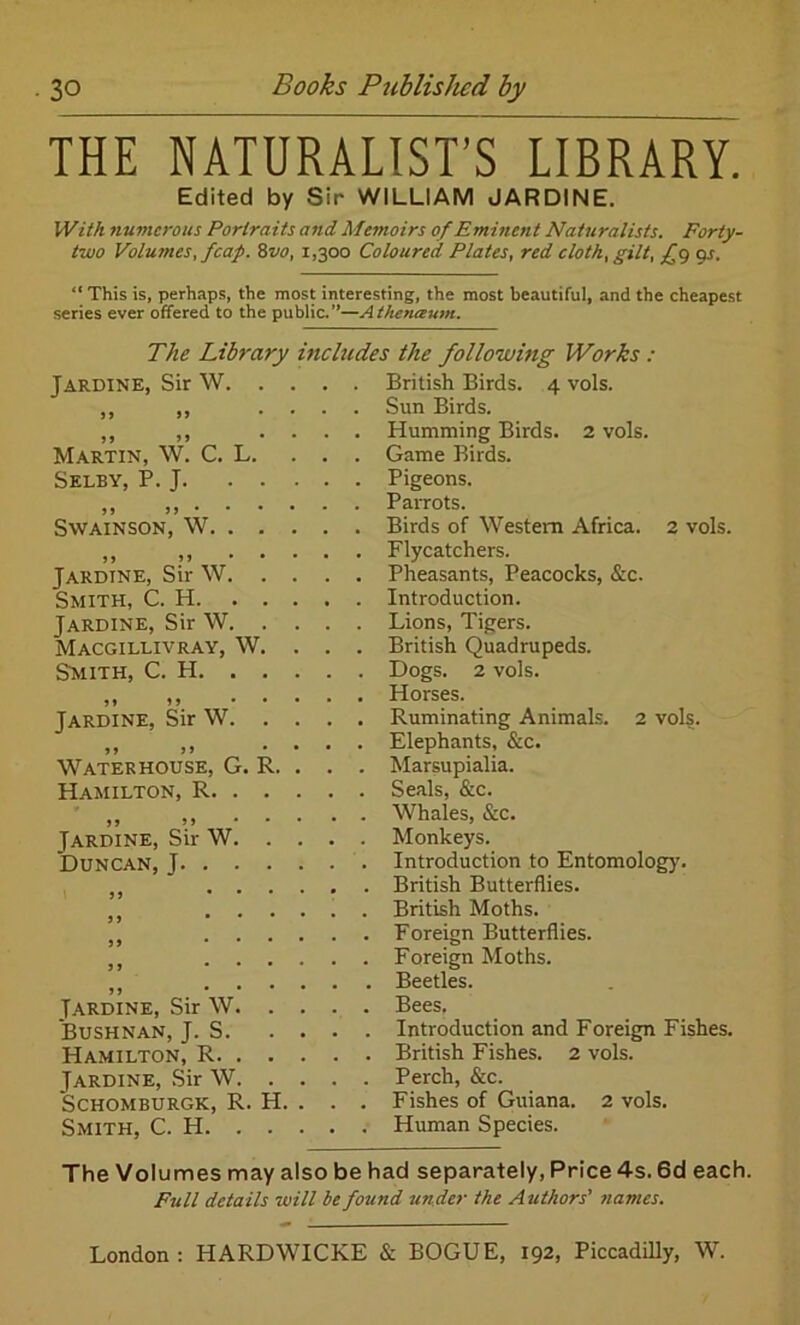 30 Books Published by
THE NATURALIST'S LIBRARY.
Edited by Sir WILLIAM JARDINE.
With numerous Portraits and Memoirs of Eminent Naturalists. Forty-
two Volumes, fcap. 8vo, 1,300 Coloured Plates, red cloth, gilt, £9 9s.
“This is, perhaps, the most interesting, the most beautiful, and the cheapest
series ever offered to the public.”—Athenæum.
The Library includes the following Works :
JARDINE, Sir W. . . . . . British Birds. 4 vols.
„ „ . . . . Sun Birds.
„ „ . . . . Humming Birds. 2 vols.
MARTIN, W. C. L. . . . Game Birds.
SELBY, P. J. . . . . . Pigeons.
„ „ . . . . . . Parrots.
SWAINSON, W. . . . . . Birds of Western Africa. 2 vols.
„ „ . . . . . Flycatchers.
JARDINE, Sir W. . . . . Pheasants, Peacocks, &c.
SMITH, C. H. . . . . . Introduction.
JARDINE, Sir W. . . . . Lions, Tigers.
MACGILLIVRAY, W. . . . British Quadrupeds.
SMITH, C. H. . . . . . Dogs. 2 vols.
„ „ . . . . . Horses.
JARDINE, Sir W. . . . . Ruminating Animals. 2 vols.
„ „ . . . . Elephants, &c.
WATERHOUSE, G. R. . . . Marsupialia.
HAMILTON, R. . . . . . Seals, &c.
„ „ . . . . . Whales, &c.
JARDINE, Sir W. . . . . Monkeys.
DUNCAN, J. . . . . . . Introduction to Entomology.
„ . . . . . . British Butterflies.
„ . . . . . . British Moths.
„ . . . . . . Foreign Butterflies.
„ . . . . . . Foreign Moths.
„ . . . . . . Beetles.
JARDINE, Sir W. . . . . Bees.
BUSHNAN, J. S. . . . . Introduction and Foreign Fishes.
HAMILTON, R. . . . . . British Fishes. 2 vols.
JARDINE, Sir W. . . . . Perch, &c.
SCHOMBURGK, R. H. . . . Fishes of Guiana. 2 vols.
SMITH, C. H. . . . . . Human Species.
The Volumes may also be had separately, Price 4s. 6d each.
Full details will be found under the Authors' names.
London : HARDWICKE & BOGUE, 192, Piccadilly, W.